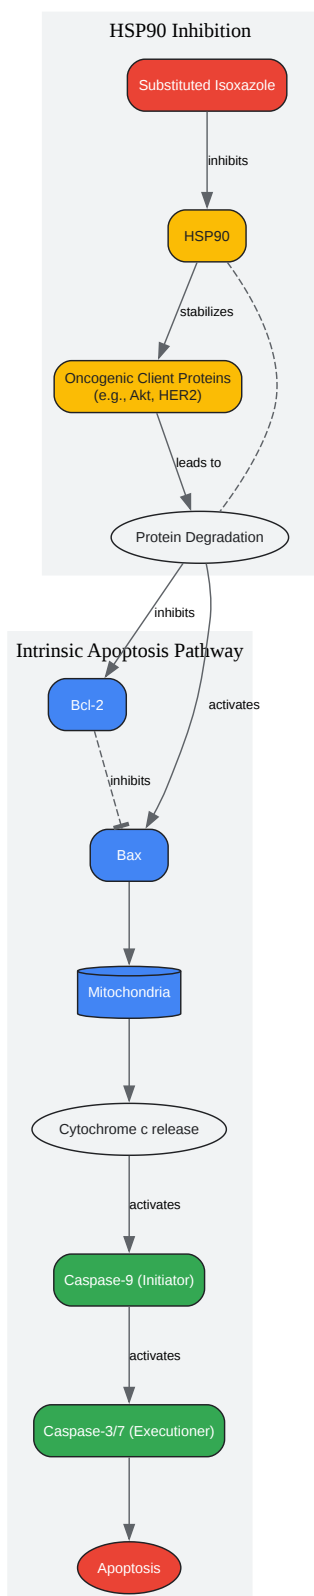 HSP90 Inhibition
Substituted Isoxazole
inhibits
HSP90
stabilizes
Oncogenic Client Proteins
(e.g., Akt, HER2)
leads to
Protein Degradation
inhibits
Intrinsic Apoptosis Pathway
Bcl-2
activates
inhibits
Bax
Mitochondria
Cytochrome c release
activates
Caspase-9 (Initiator)
activates
Caspase-3/7 (Executioner)
Apoptosis